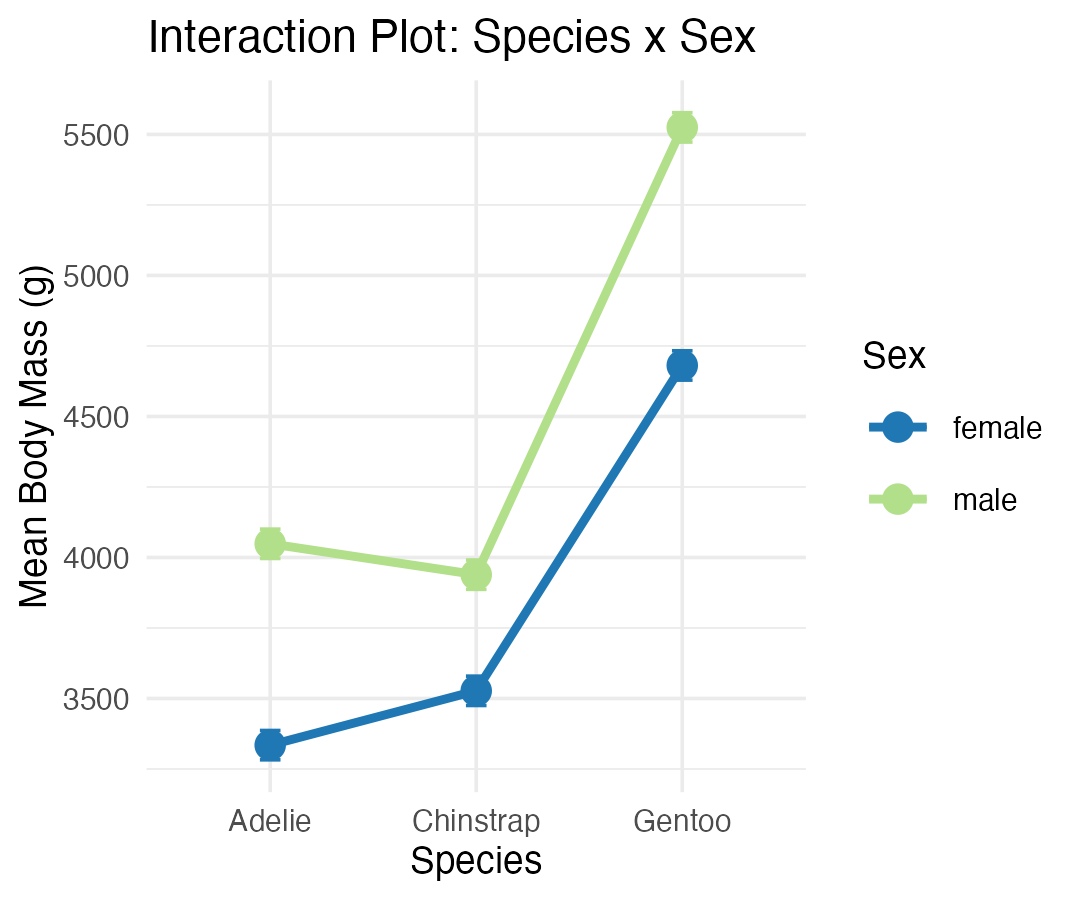 Interaction Plot: Species x Sex
Mean Body Mass (g)
5500
5000
4500
4000
3500
Adelie
Chinstrap
Gentoo
Species
Sex
female
male